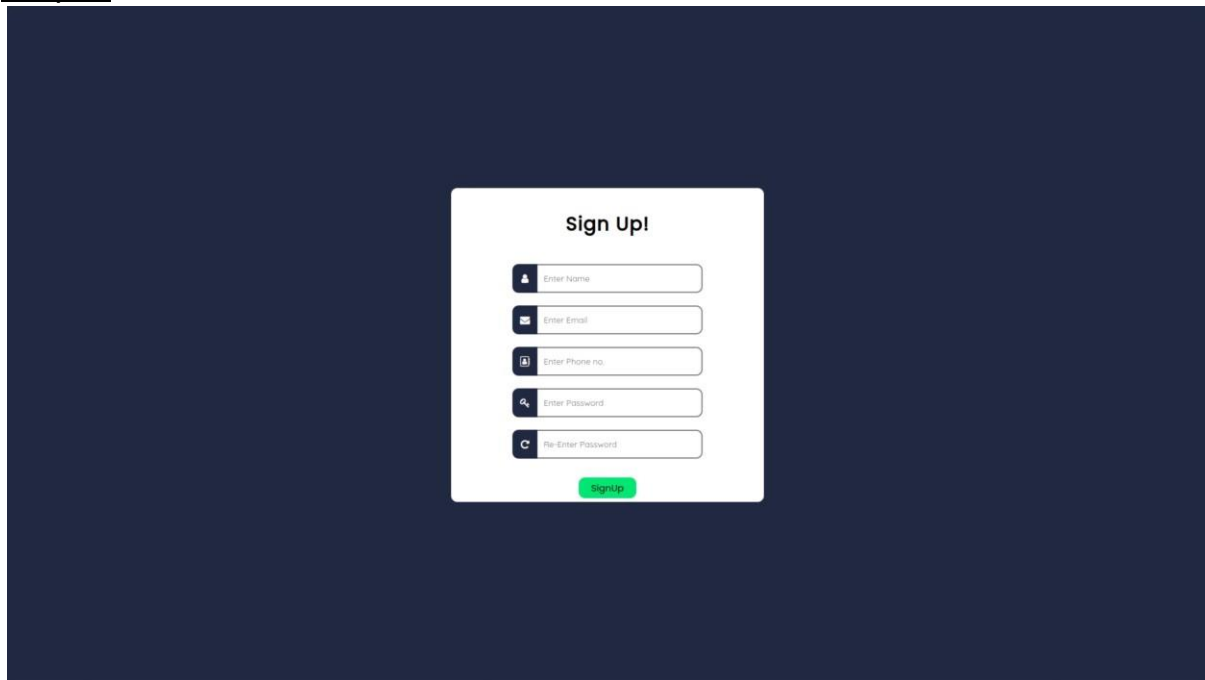 Sign Up!
Enter Name
Enter Email
Enter Phone no.
Enter Password
Re-Enter Password
SignUp